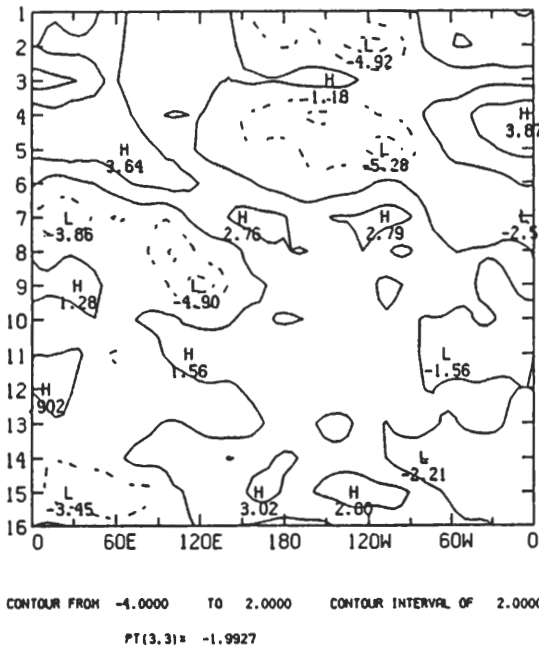 1
2
L
-4.92
3
H
-1.18
4
H
3.87
5
H
3.64
L
-5.28
6
7
L
-3.86
H
2.76
H
2.79
L
-2.5
8
9
H
1.28
L
-4.90
10
11
H
1.56
L
-1.56
12
H
902
13
14
L
-2.21
15
L
-3.45
H
3.02
H
2.80
16
0 60E 120E 180 120W 60W 0
CONTOUR FROM -4.0000 TO 2.0000 CONTOUR INTERVAL OF 2.0000
PT(3.3)= -1.9927